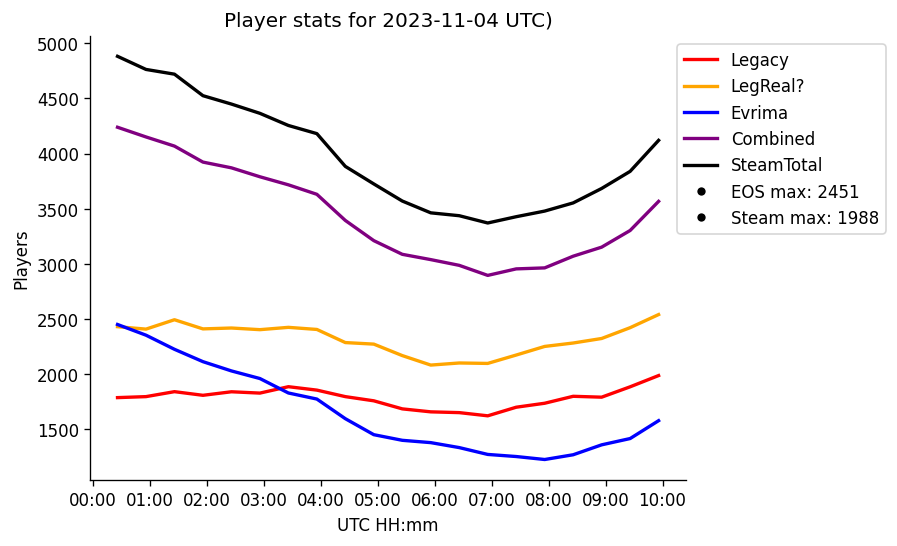 Player stats for 2023-11-04 UTC)
5000
4500
4000
3500
3000
2500
2000
1500
Players
00:00 01:00 02:00 03:00 04:00 05:00 06:00 07:00 08:00 09:00 10:00
UTC HH:mm
Legacy
LegReal?
Evrima
Combined
SteamTotal
EOS max: 2451
Steam max: 1988